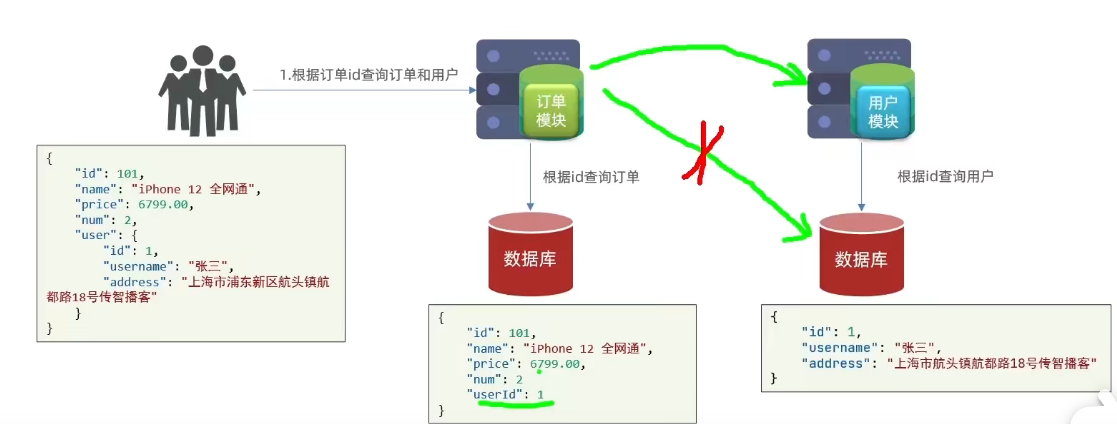 1.根据订单id查询订单和用户
订单
模块
用户
模块
根据id查询订单
根据id查询用户
数据库
数据库
{
"id": 101,
"name": "iPhone 12 全网通",
"price": 6799.00,
"num": 2,
"user": {
"id": 1,
"username": "张三",
"address": "上海市浦东新区航头镇航
都路18号传智播客"
}
}
{
"id": 101,
"name": "iPhone 12 全网通",
"price": 6799.00,
"num": 2
"userId": 1
}
{
"id": 1,
"username": "张三",
"address": "上海市航头镇航都路18号传智播客"
}